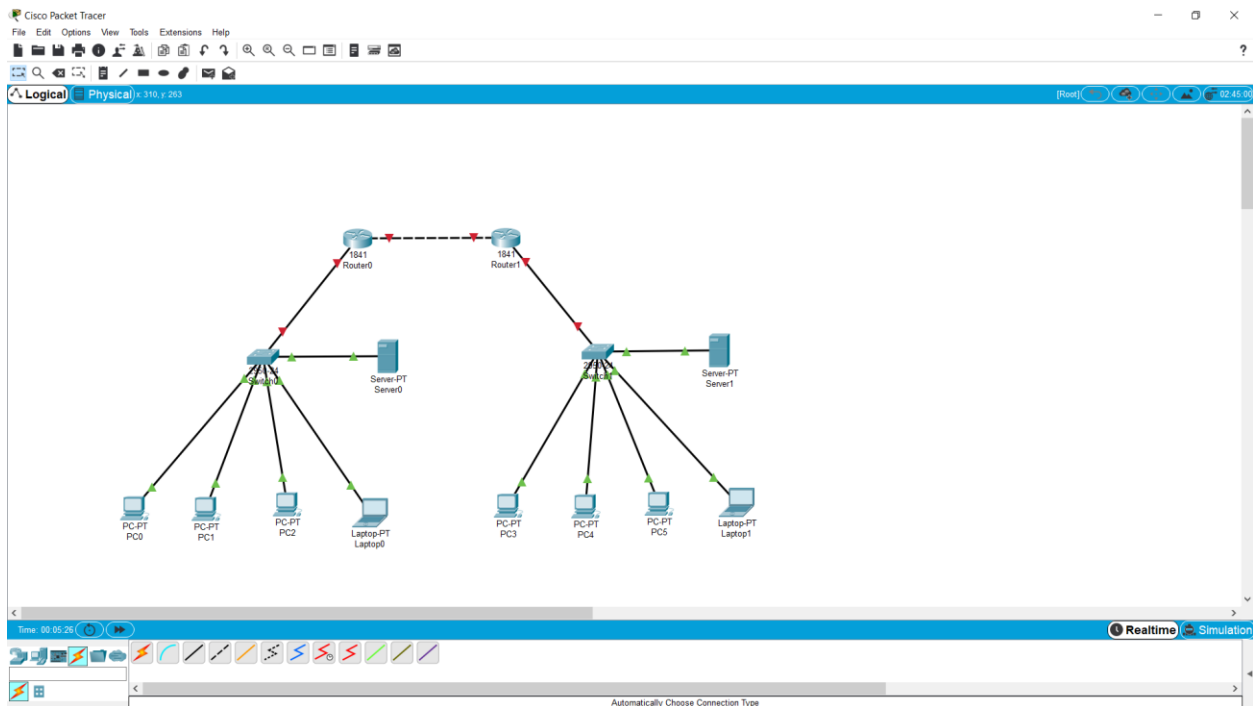 Cisco Packet Tracer
File Edit Options View Tools Extensions Help
?
Logical Physical x: 310, y: 263 [Root] 02:45:00
1841 1841
Router0 Router1
Server-PT Server-PT
Server0 Server1
Switch0
PC-PT PC-PT PC-PT Laptop-PT PC-PT PC-PT PC-PT Laptop-PT
PC0 PC1 PC2 Laptop0 PC3 PC4 PC5 Laptop1
Time: 00:05:26 Realtime Simulation
Automatically Choose Connection Type